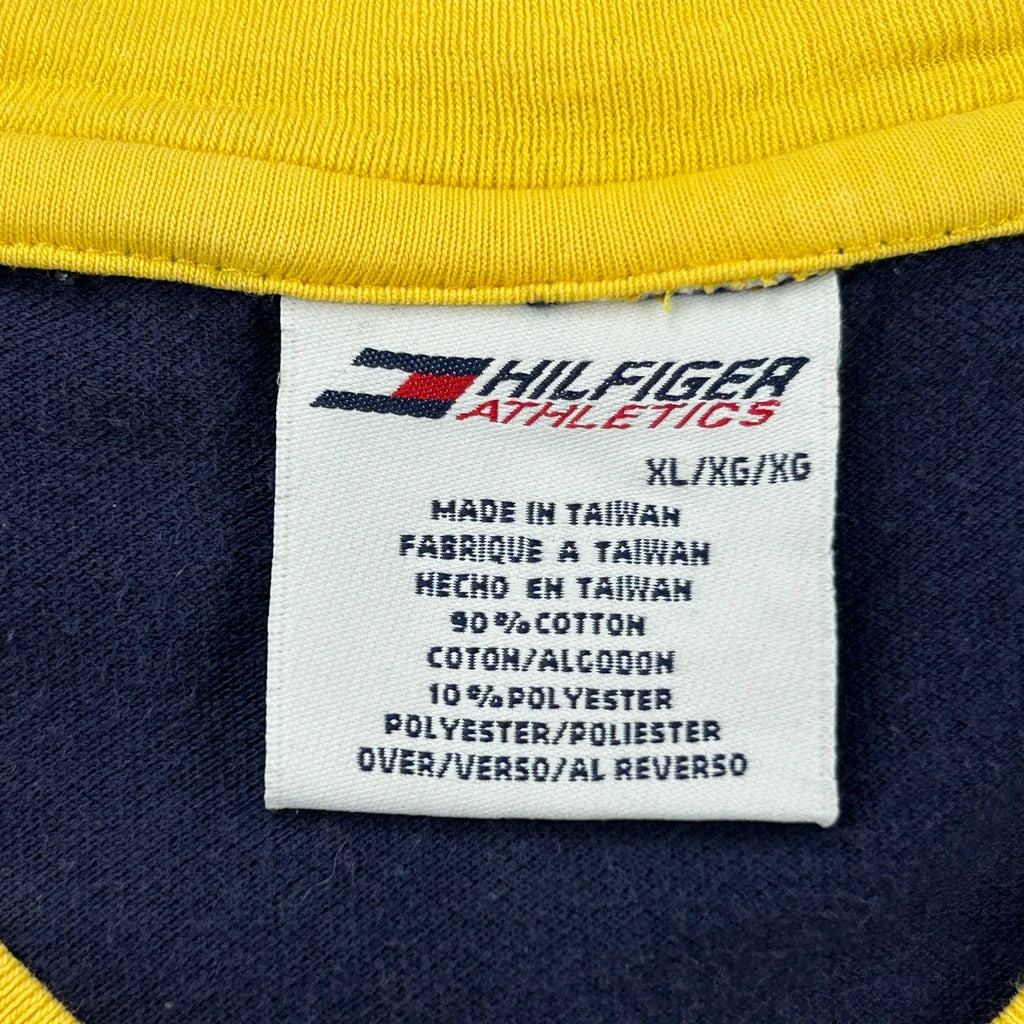 HILFIGER
ATHLETICS
XL/XG/XG
MADE IN TAIWAN
FABRIQUE A TAIWAN
HECHO EN TAIWAN
90%COTTON
COTON/ALGODON
10%POLYESTER
POLYESTER/POLIESTER
OVER/VERSO/AL REVERSO